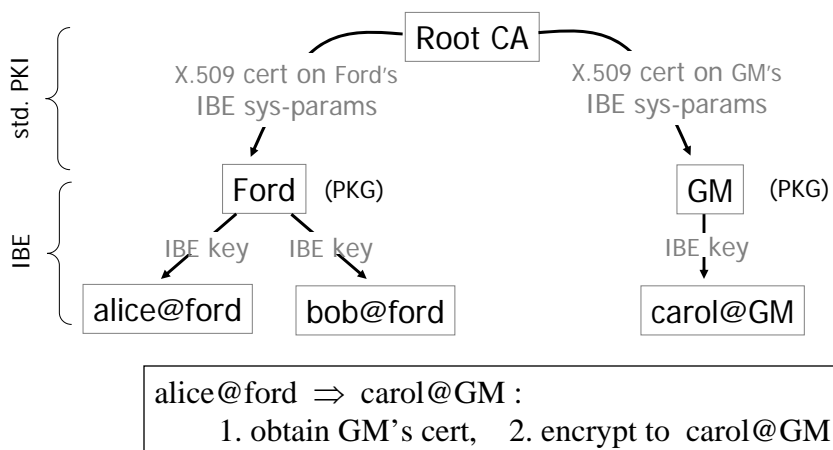 Root CA
std. PKI
X.509 cert on Ford's
IBE sys-params
X.509 cert on GM's
IBE sys-params
Ford
(PKG)
GM
(PKG)
IBE
IBE key
IBE key
IBE key
alice@ford
bob@ford
carol@GM
alice@ford ⇒ carol@GM :
1. obtain GM's cert, 2. encrypt to carol@GM